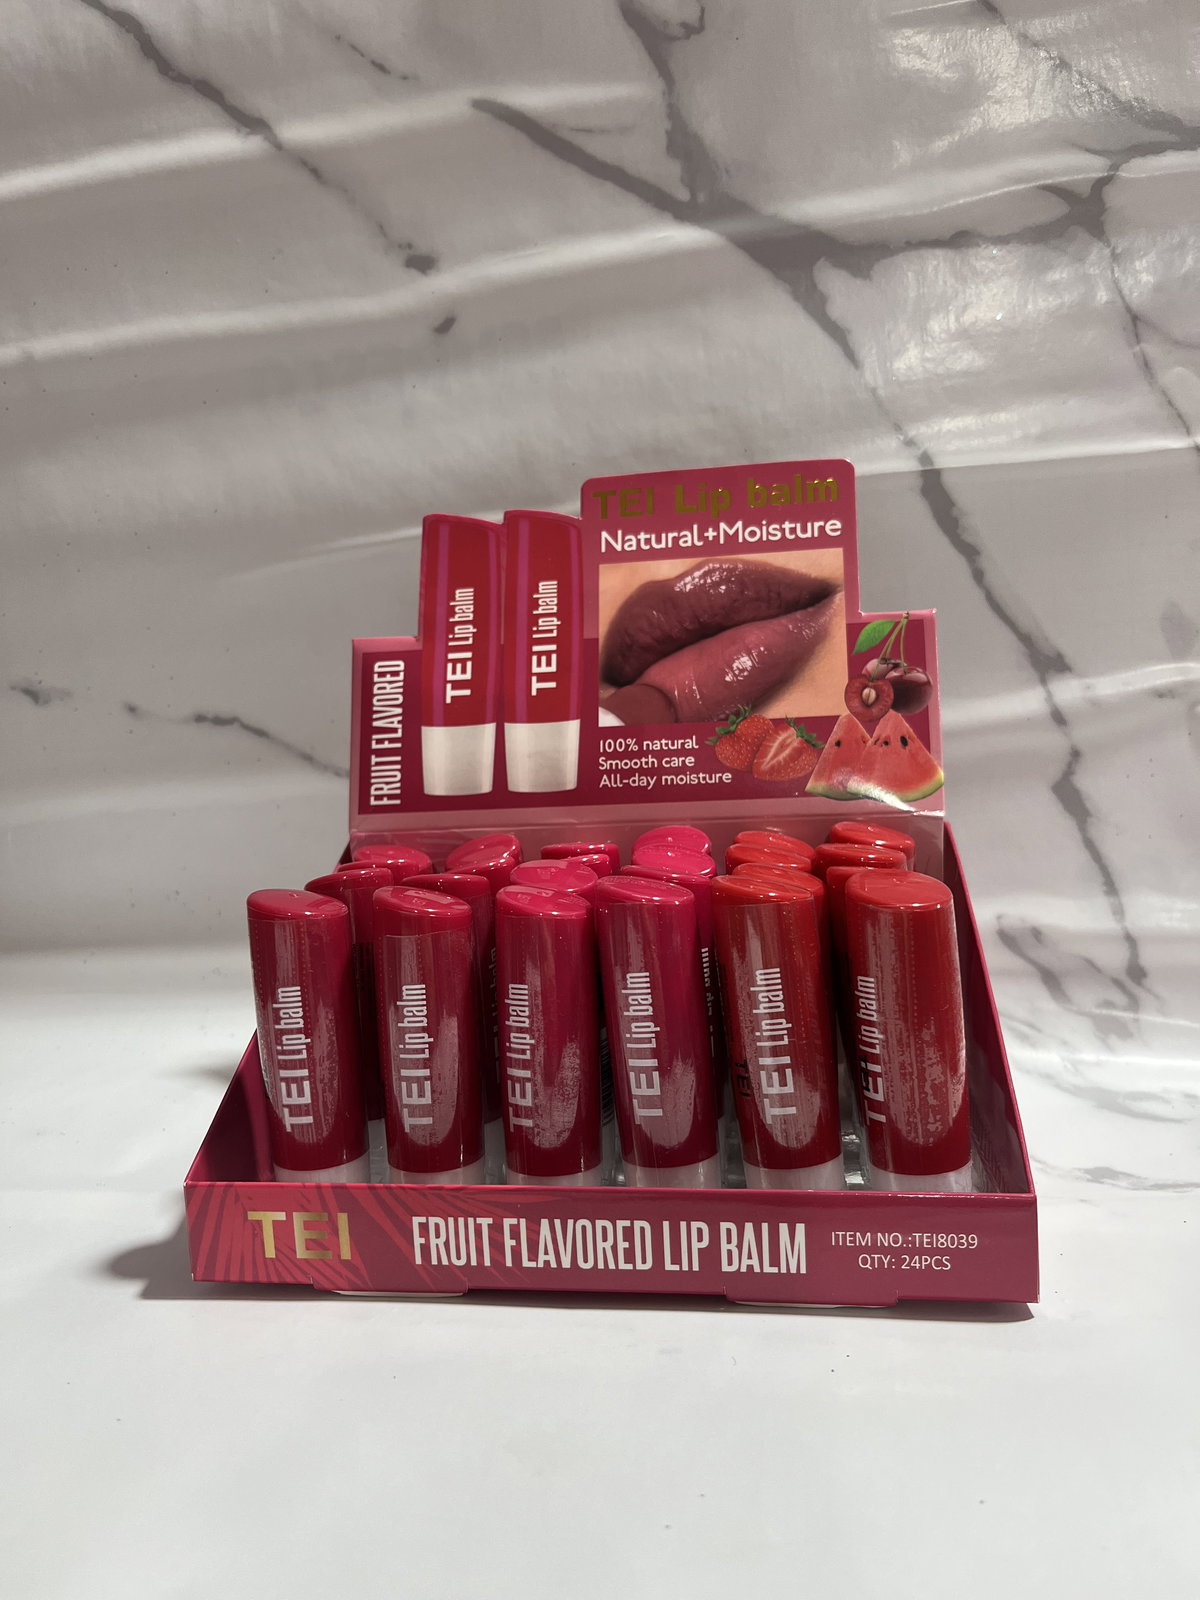 TEI Lip balm
Natural+Moisture
FRUIT FLAVORED
TEI Lip balm
TEI Lip balm
100% natural
Smooth care
All-day moisture
TEI Lip balm
TEI Lip balm
TEI Lip balm
TEI Lip balm
TEI Lip balm
TEI Lip balm
TEI
FRUIT FLAVORED LIP BALM
ITEM NO.:TEI8039
QTY: 24PCS